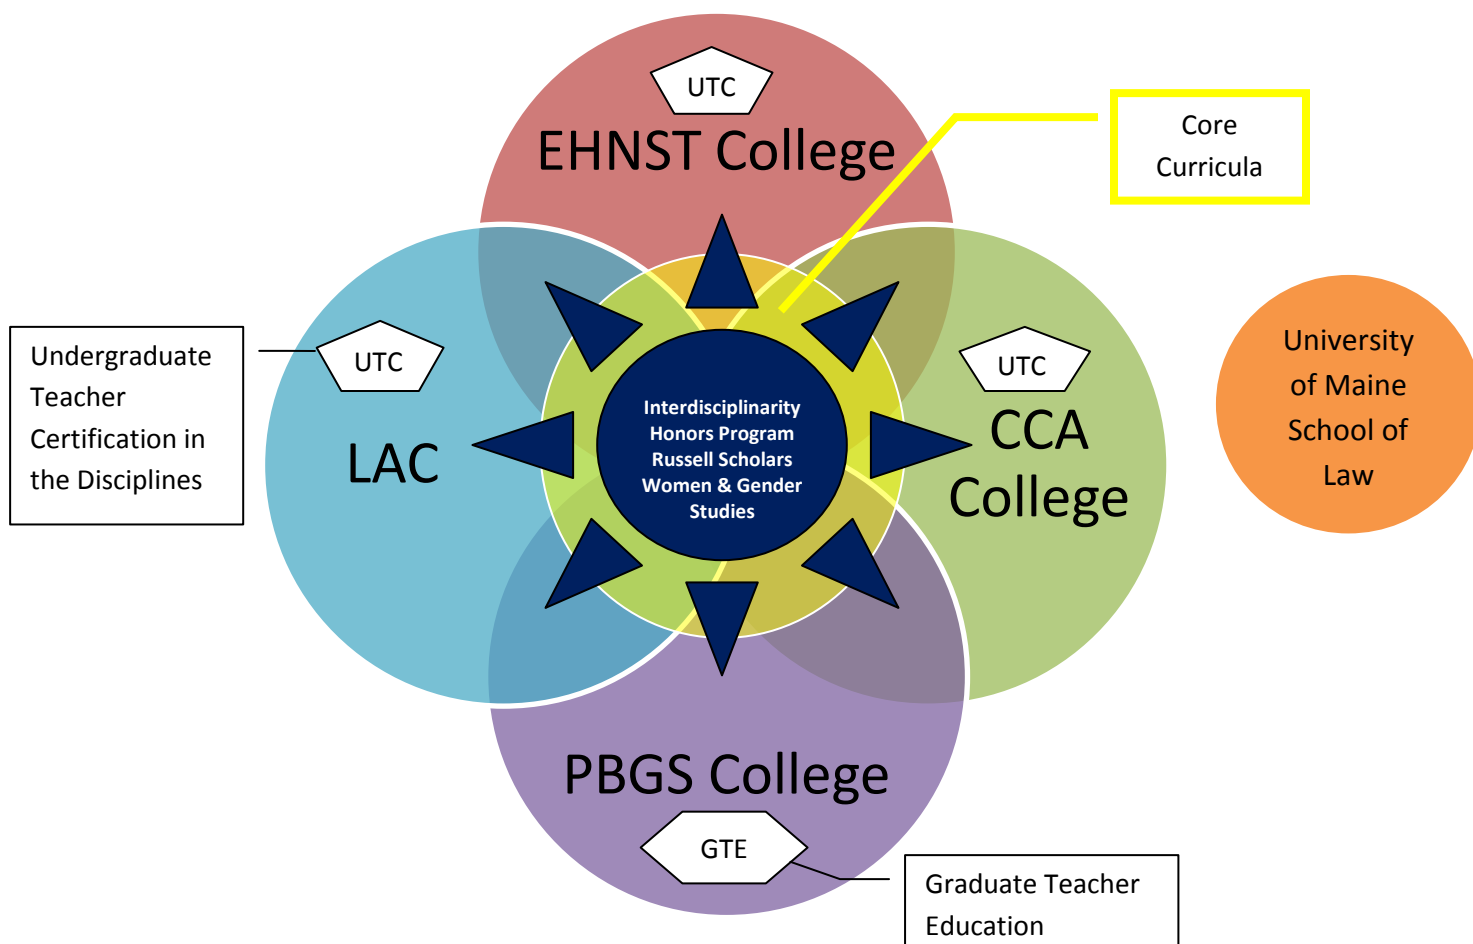 UTC
EHNST College
Core
Curricula
Undergraduate
Teacher
Certification in
the Disciplines
UTC
LAC
Interdisciplinarity
Honors Program
Russell Scholars
Women & Gender
Studies
UTC
CCA
College
University
of Maine
School of
Law
PBGS College
GTE
Graduate Teacher
Education